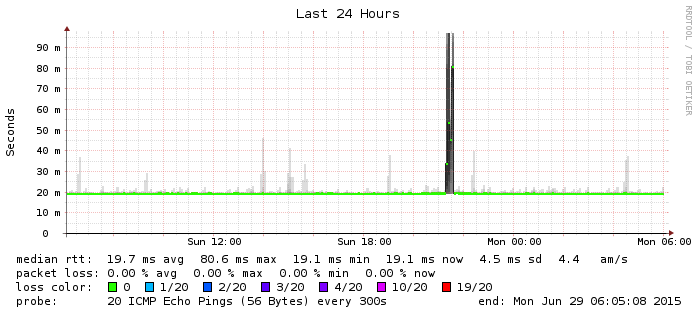 Last 24 Hours
RRDTOOL / TOBI OETIKER
Seconds
90 m
80 m
70 m
60 m
50 m
40 m
30 m
20 m
10 m
0
Sun 12:00 Sun 18:00 Mon 00:00 Mon 06:00
median rtt: 19.7 ms avg 80.6 ms max 19.1 ms min 19.1 ms now 4.5 ms sd 4.4 am/s
packet loss: 0.00 % avg 0.00 % max 0.00 % min 0.00 % now
loss color: 0 1/20 2/20 3/20 4/20 10/20 19/20
probe: 20 ICMP Echo Pings (56 Bytes) every 300s end: Mon Jun 29 06:05:08 2015